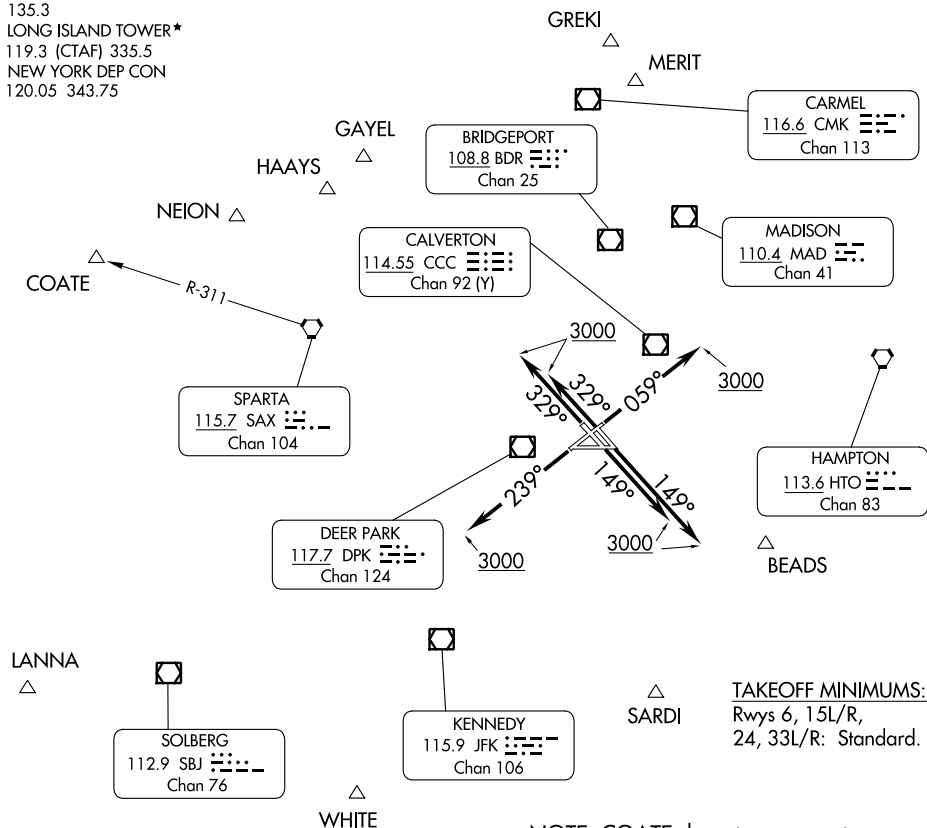 135.3
LONG ISLAND TOWER★
119.3 (CTAF) 335.5
NEW YORK DEP CON
120.05 343.75
GREKI
MERIT
CARMEL
116.6 CMK
Chan 113
BRIDGEPORT
108.8 BDR
Chan 25
GAYEL
HAAYS
NEION
COATE
R-311
CALVERTON
114.55 CCC
Chan 92 (Y)
MADISON
110.4 MAD
Chan 41
SPARTA
115.7 SAX
Chan 104
3000
329°
329°
059°
3000
149°
149°
239°
3000
3000
HAMPTON
113.6 HTO
Chan 83
DEER PARK
117.7 DPK
Chan 124
BEADS
LANNA
SOLBERG
112.9 SBJ
Chan 76
KENNEDY
115.9 JFK
Chan 106
SARDI
WHITE
TAKEOFF MINIMUMS:
Rwys 6, 15L/R,
24, 33L/R: Standard.